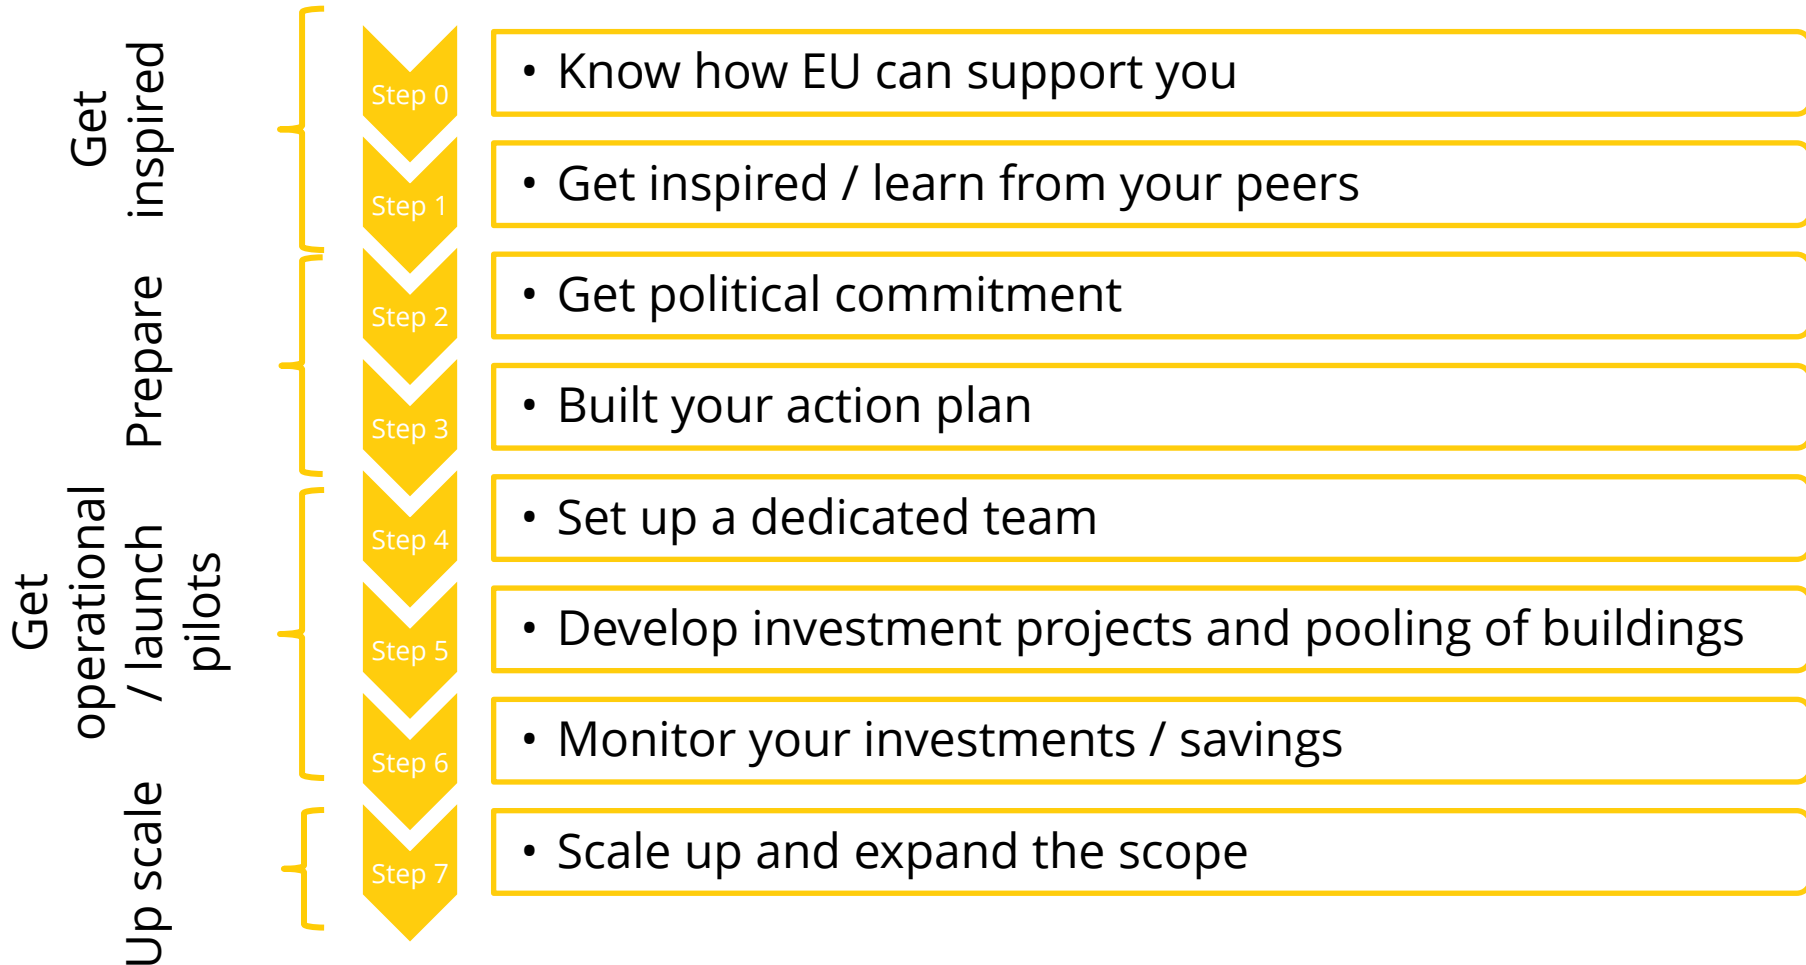 Get
inspired
Step 0
• Know how EU can support you
Step 1
• Get inspired / learn from your peers
Prepare
Step 2
• Get political commitment
Step 3
• Built your action plan
Get
operational
/ launch
pilots
Step 4
• Set up a dedicated team
Step 5
• Develop investment projects and pooling of buildings
Step 6
• Monitor your investments / savings
Up scale
Step 7
• Scale up and expand the scope